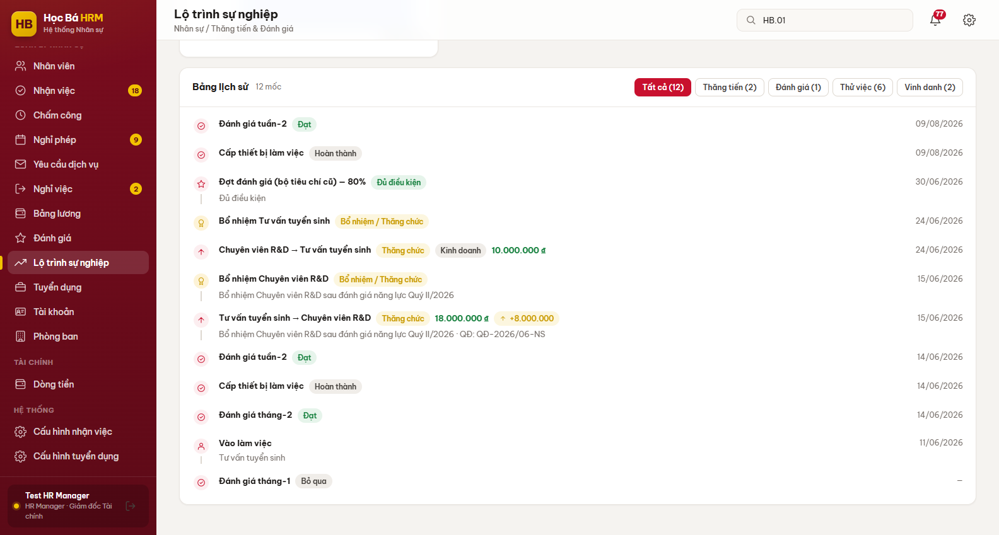 HB
Học Bá HRM
Hệ thống Nhân sự
Nhân viên
Nhận việc 18
Chấm công
Nghỉ phép 9
Yêu cầu dịch vụ
Nghỉ việc 2
Bảng lương
Đánh giá
Lộ trình sự nghiệp
Tuyển dụng
Tài khoản
Phòng ban
TÀI CHÍNH
Dòng tiền
HỆ THỐNG
Cấu hình nhận việc
Cấu hình tuyển dụng
Test HR Manager
HR Manager · Giám đốc Tài
chính
Lộ trình sự nghiệp
Nhân sự / Thăng tiến & Đánh giá
HB.01
77
Bảng lịch sử 12 mốc
Tất cả (12) Thăng tiến (2) Đánh giá (1) Thử việc (6) Vinh danh (2)
Đánh giá tuần-2 Đạt 09/08/2026
Cấp thiết bị làm việc Hoàn thành 09/08/2026
Đợt đánh giá (bộ tiêu chí cũ) — 80% Đủ điều kiện 30/06/2026
Đủ điều kiện
Bổ nhiệm Tư vấn tuyển sinh Bổ nhiệm / Thăng chức 24/06/2026
Chuyên viên R&D → Tư vấn tuyển sinh Thăng chức Kinh doanh 10.000.000 ₫ 24/06/2026
Bổ nhiệm Chuyên viên R&D Bổ nhiệm / Thăng chức 15/06/2026
Bổ nhiệm Chuyên viên R&D sau đánh giá năng lực Quý II/2026
Tư vấn tuyển sinh → Chuyên viên R&D Thăng chức 18.000.000 ₫ ↑ +8.000.000 15/06/2026
Bổ nhiệm Chuyên viên R&D sau đánh giá năng lực Quý II/2026 · QĐ: QĐ-2026/06-NS
Đánh giá tuần-2 Đạt 14/06/2026
Cấp thiết bị làm việc Hoàn thành 14/06/2026
Đánh giá tháng-2 Đạt 14/06/2026
Vào làm việc 11/06/2026
Tư vấn tuyển sinh
Đánh giá tháng-1 Bỏ qua —